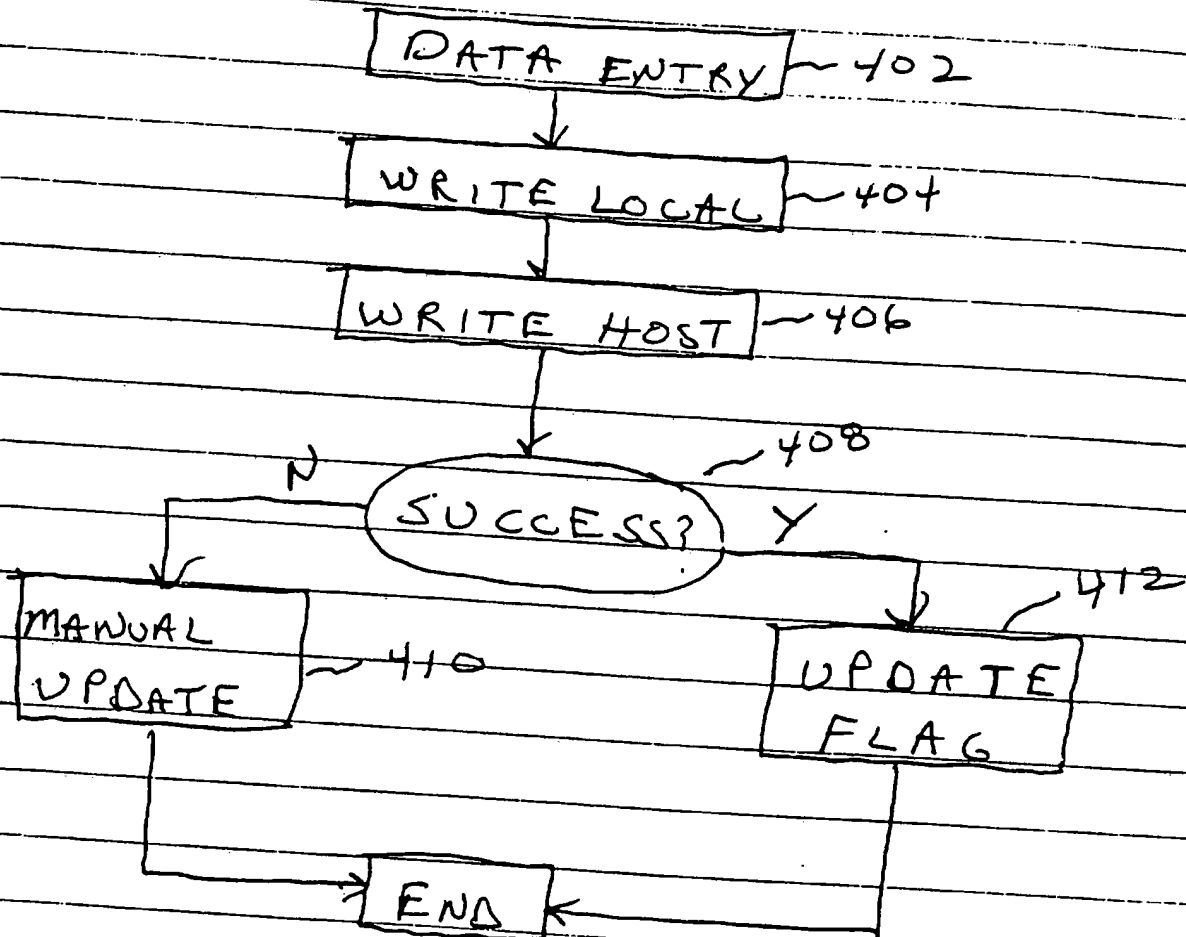 DATA ENTRY 402
WRITE LOCAL 404
WRITE HOST 406
408
N SUCCESS? Y
412
MANUAL
UPDATE 410
UPDATE
FLAG
END